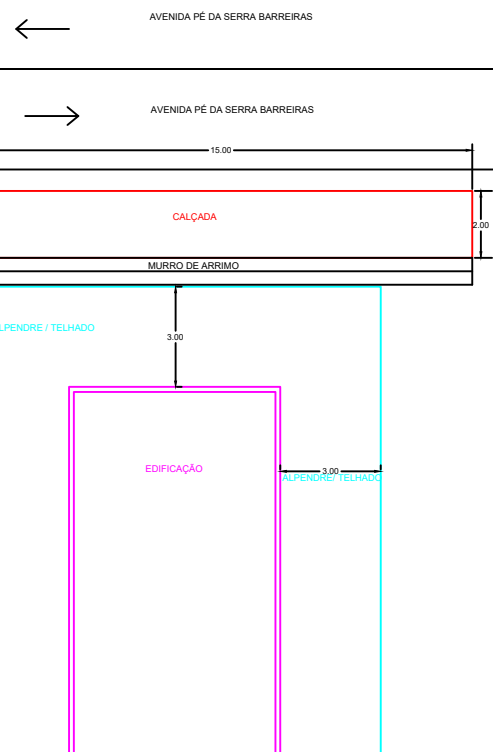 AVENIDA PÉ DA SERRA BARREIRAS
AVENIDA PÉ DA SERRA BARREIRAS
15.00
CALÇADA
2.00
MURRO DE ARRIMO
LPENDRE / TELHADO
3.00
EDIFICAÇÃO
3.00
ALPENDRE/ TELHADO